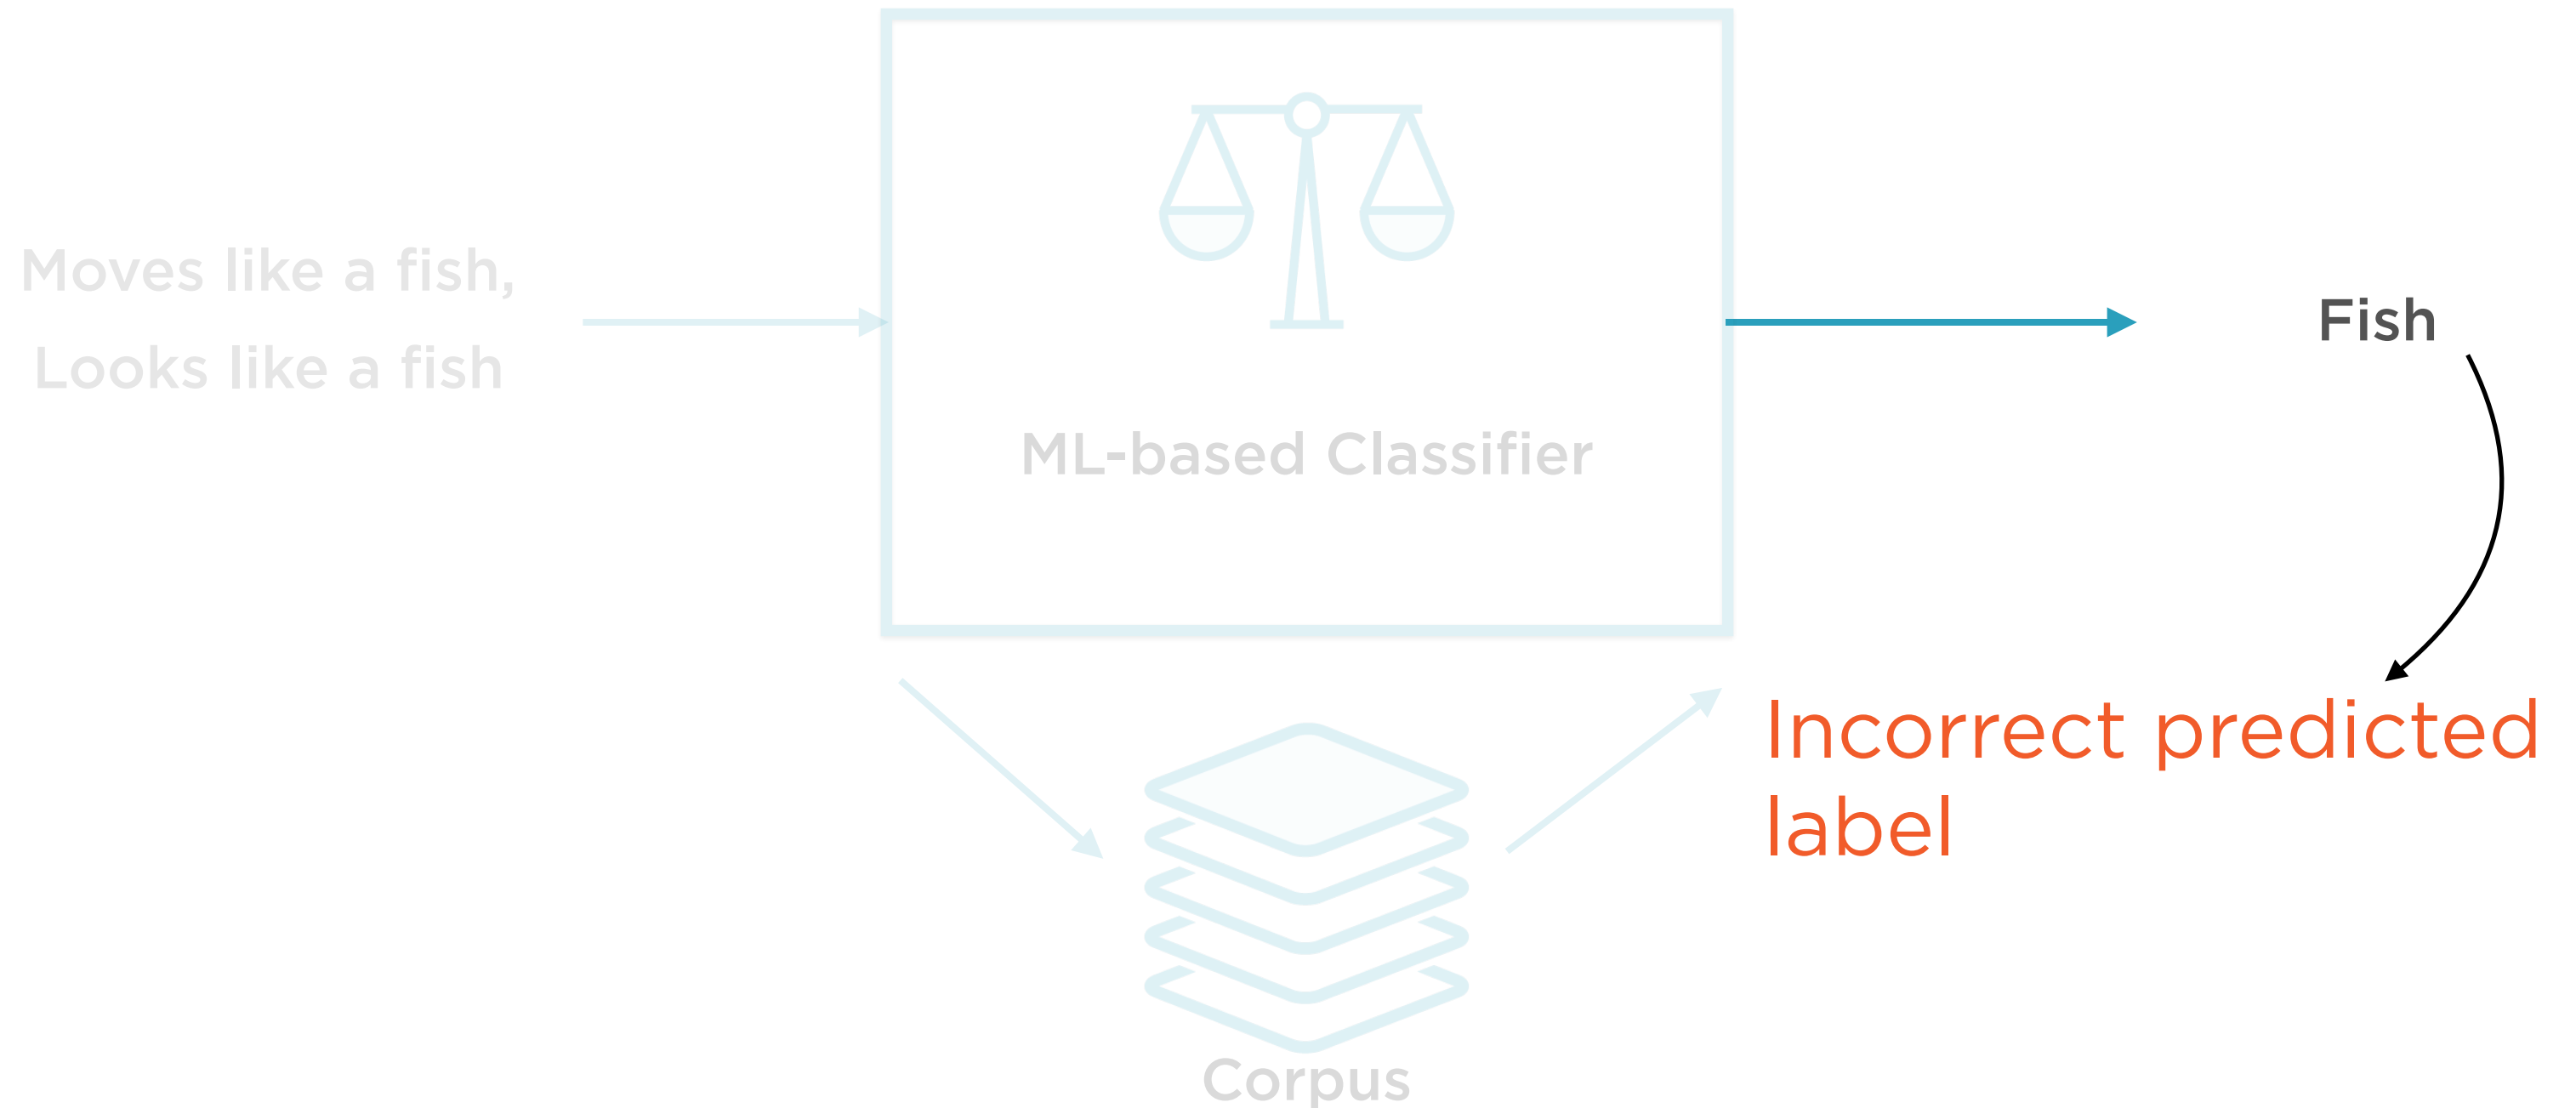 Moves like a fish,
Looks like a fish
ML-based Classifier
Fish
Incorrect predicted
label
Corpus